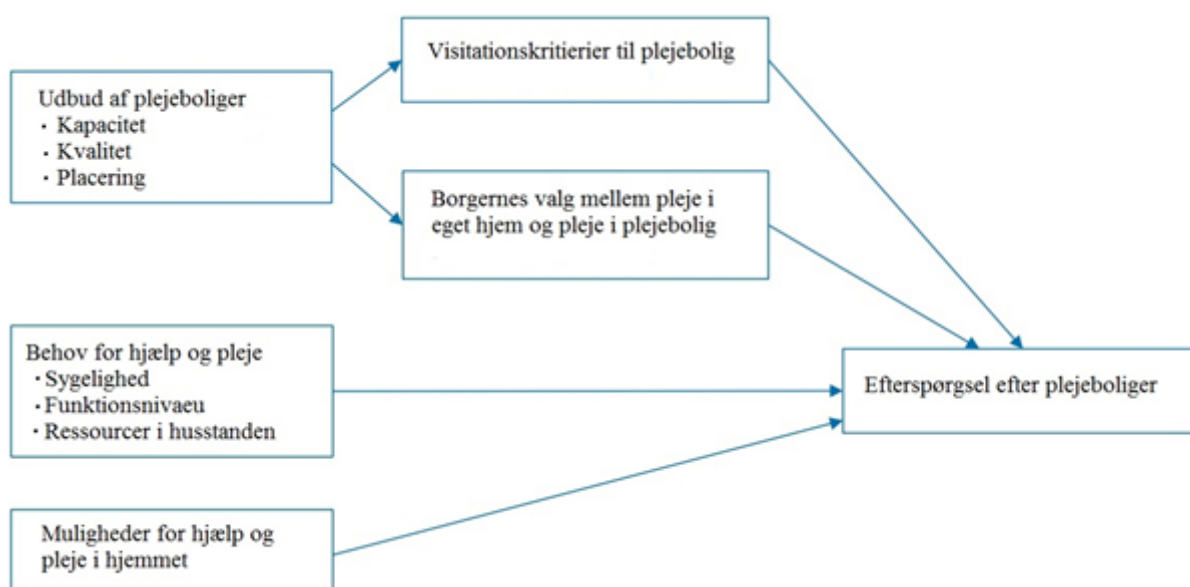 Visitationskritierier til plejebolig
Udbud af plejeboliger
· Kapacitet
· Kvalitet
· Placering
Borgernes valg mellem pleje i
eget hjem og pleje i plejebolig
Behov for hjælp og pleje
· Sygelighed
· Funktionsnivaeu
· Ressourcer i husstanden
Efterspørgsel efter plejeboliger
Muligheder for hjælp og
pleje i hjemmet